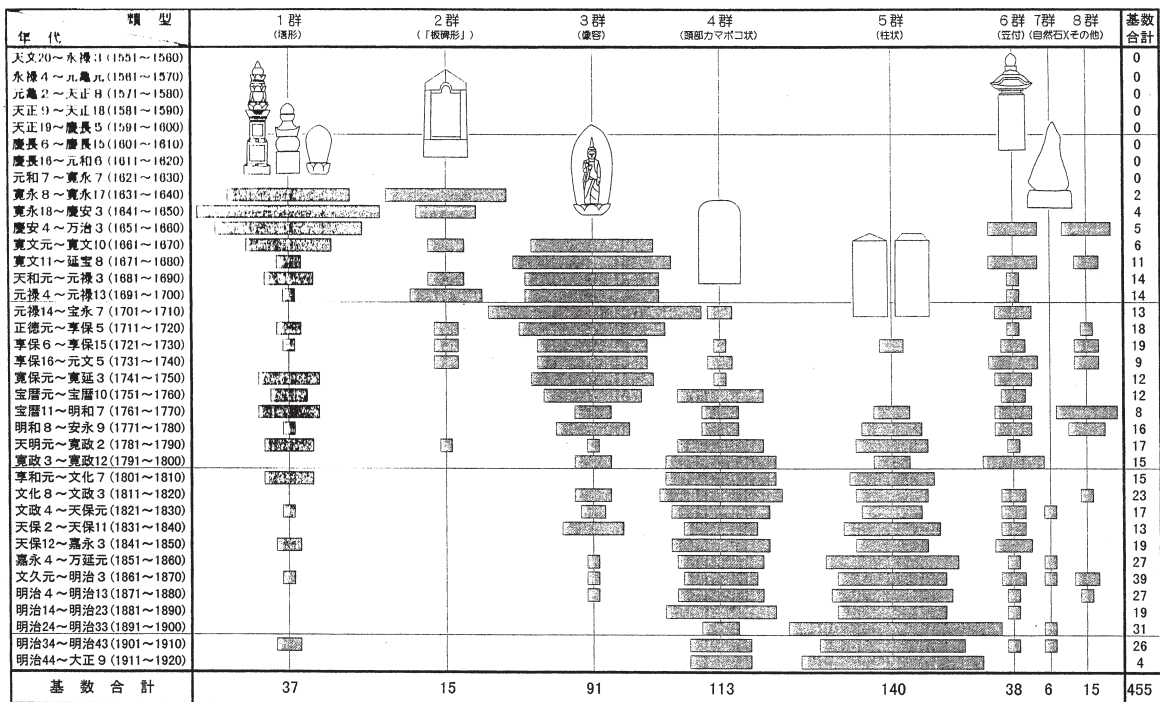 類型 1群 2群 3群 4群 5群 6群 7群 8群 基数
年代 (塔形) (「板碑形」) (像容) (頭部カマボコ状) (柱状) (笠付) (自然石) (その他) 合計
天文20～永禄3(1551～1560) 0
永禄4～元亀元(1561～1570) 0
元亀2～天正8(1571～1580) 0
天正9～天正18(1581～1590) 0
天正19～慶長5(1591～1600) 0
慶長6～慶長15(1601～1610) 0
慶長16～元和6(1611～1620) 0
元和7～寛永7(1621～1630) 0
寛永8～寛永17(1631～1640) 2
寛永18～慶安3(1641～1650) 4
慶安4～万治3(1651～1660) 5
寛文元～寛文10(1661～1670) 6
寛文11～延宝8(1671～1680) 11
天和元～元禄3(1681～1690) 14
元禄4～元禄13(1691～1700) 14
元禄14～宝永7(1701～1710) 13
正徳元～享保5(1711～1720) 18
享保6～享保15(1721～1730) 19
享保16～元文5(1731～1740) 9
寛保元～寛延3(1741～1750) 12
宝暦元～宝暦10(1751～1760) 12
宝暦11～明和7(1761～1770) 8
明和8～安永9(1771～1780) 16
天明元～寛政2(1781～1790) 17
寛政3～寛政12(1791～1800) 15
享和元～文化7(1801～1810) 15
文化8～文政3(1811～1820) 23
文政4～天保元(1821～1830) 17
天保2～天保11(1831～1840) 13
天保12～嘉永3(1841～1850) 19
嘉永4～万延元(1851～1860) 27
文久元～明治3(1861～1870) 39
明治4～明治13(1871～1880) 27
明治14～明治23(1881～1890) 19
明治24～明治33(1891～1900) 31
明治34～明治43(1901～1910) 26
明治44～大正9(1911～1920) 4
基数合計 37 15 91 113 140 38 6 15 455